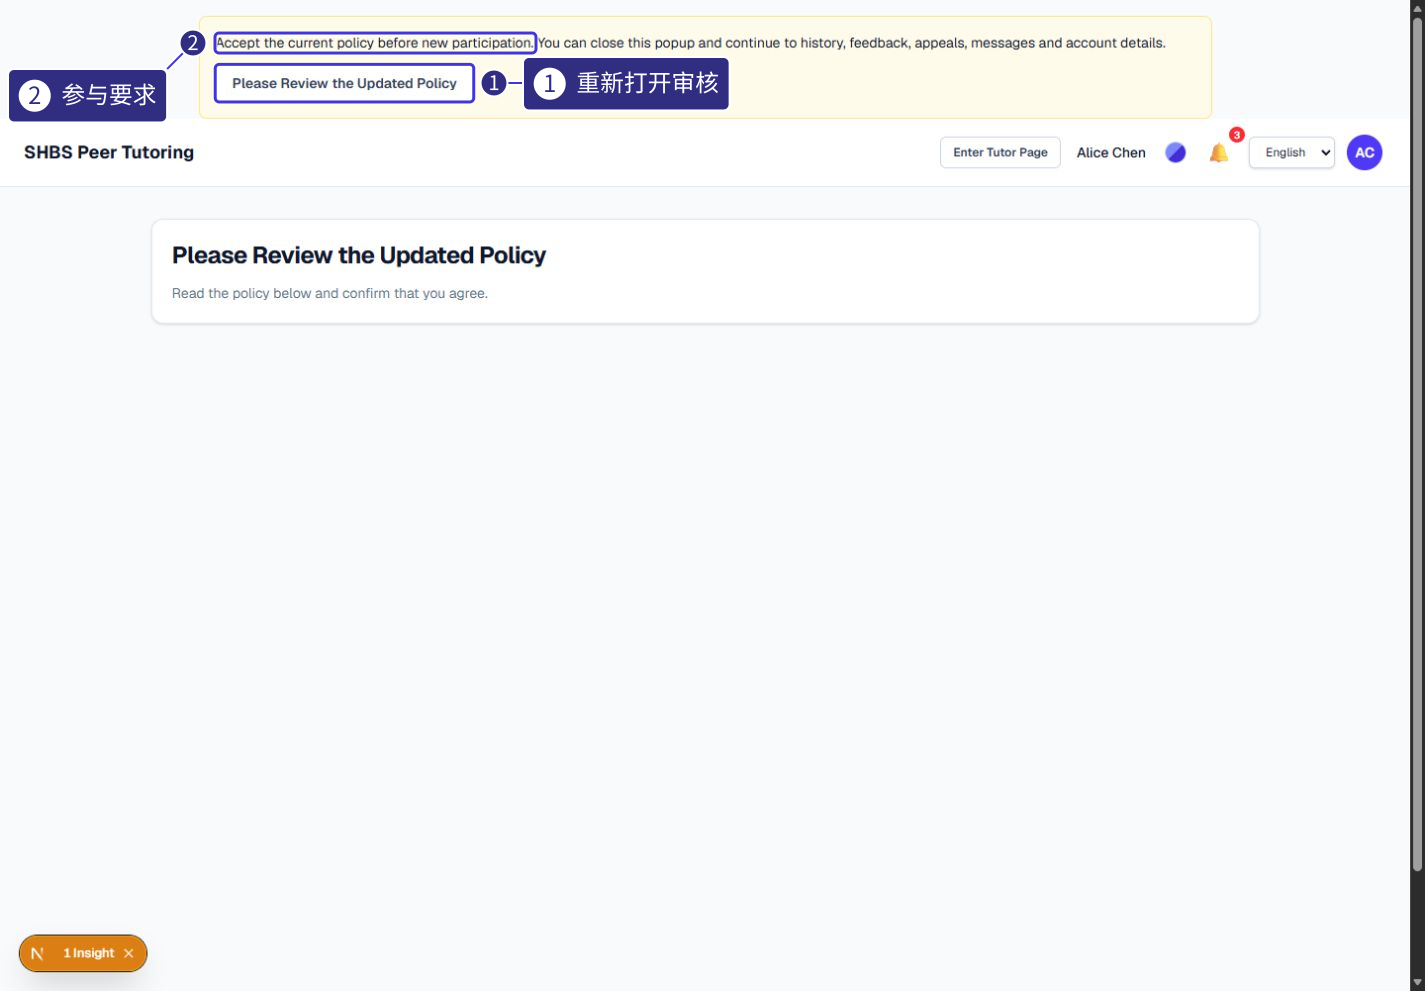 2 Accept the current policy before new participation. You can close this popup and continue to history, feedback, appeals, messages and account details.
2 参与要求
Please Review the Updated Policy 1 1 重新打开审核
SHBS Peer Tutoring
Enter Tutor Page Alice Chen 3 English AC
Please Review the Updated Policy
Read the policy below and confirm that you agree.
N 1 Insight ×